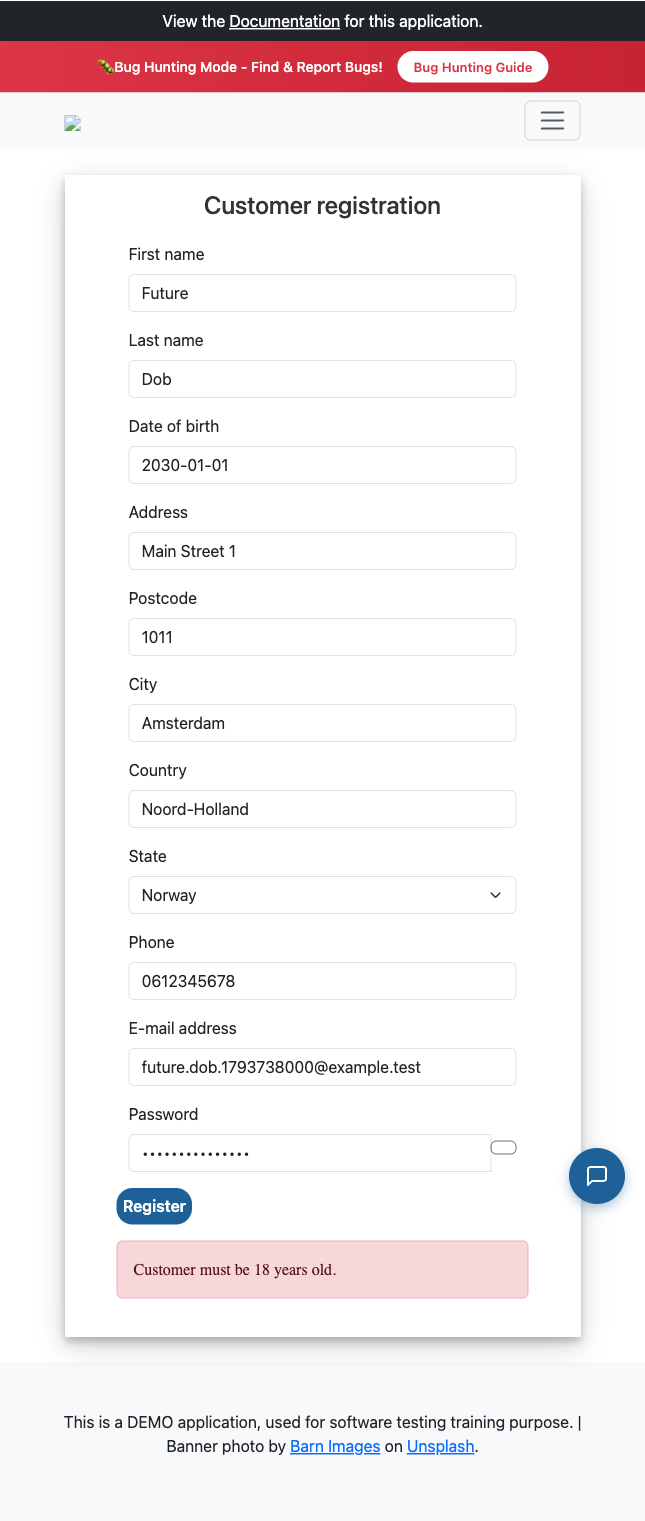 View the Documentation for this application.
🐛Bug Hunting Mode - Find & Report Bugs! Bug Hunting Guide
Customer registration
First name
Future
Last name
Dob
Date of birth
2030-01-01
Address
Main Street 1
Postcode
1011
City
Amsterdam
Country
Noord-Holland
State
Norway
Phone
0612345678
E-mail address
future.dob.1793738000@example.test
Password
•••••••••••••••
Register
Customer must be 18 years old.
This is a DEMO application, used for software testing training purpose. |
Banner photo by Barn Images on Unsplash.